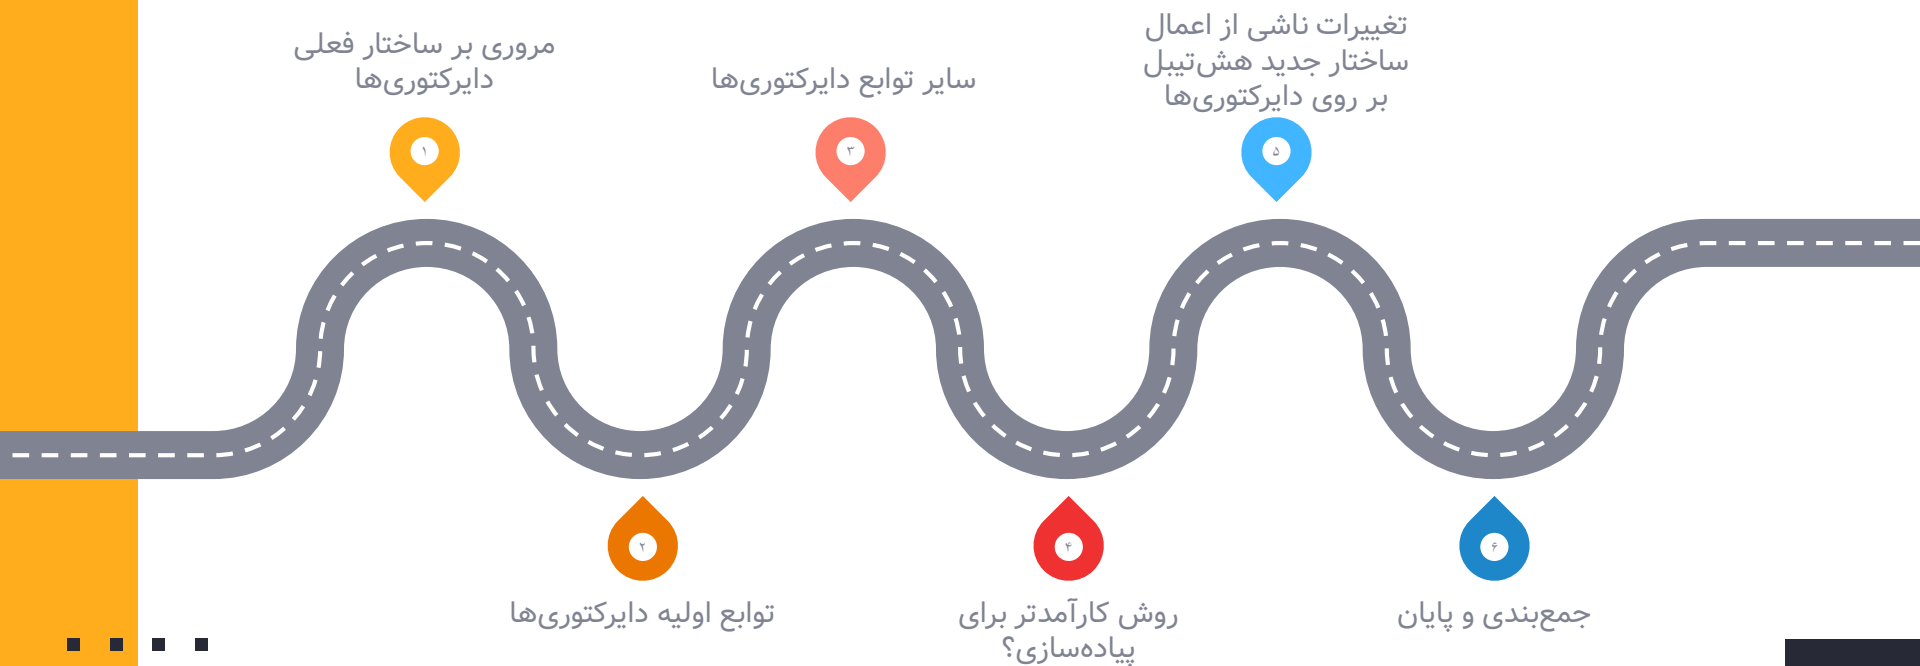 مروری بر ساختار فعلی
دایرکتوری‌ها
۱
توابع اولیه دایرکتوری‌ها
۲
سایر توابع دایرکتوری‌ها
۳
روش کارآمدتر برای
پیاده‌سازی؟
۴
تغییرات ناشی از اعمال
ساختار جدید هش‌تیبل
بر روی دایرکتوری‌ها
۵
جمع‌بندی و پایان
۶